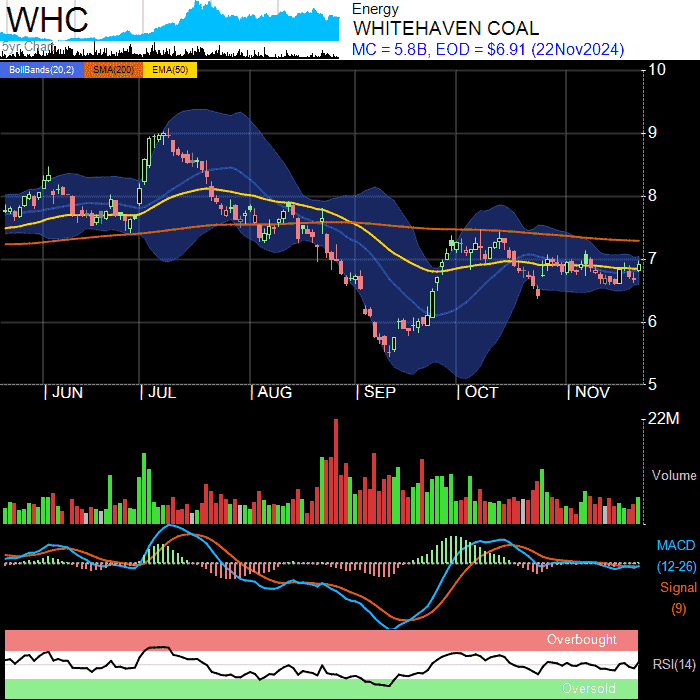 WHC
5yr Chart
Energy
WHITEHAVEN COAL
MC = 5.8B, EOD = $6.91 (22Nov2024)
BollBands(20,2) SMA(200) EMA(50)
10
9
8
7
6
5
JUN JUL AUG SEP OCT NOV
22M
Volume
MACD
(12-26)
Signal
(9)
Overbought
RSI(14)
Oversold